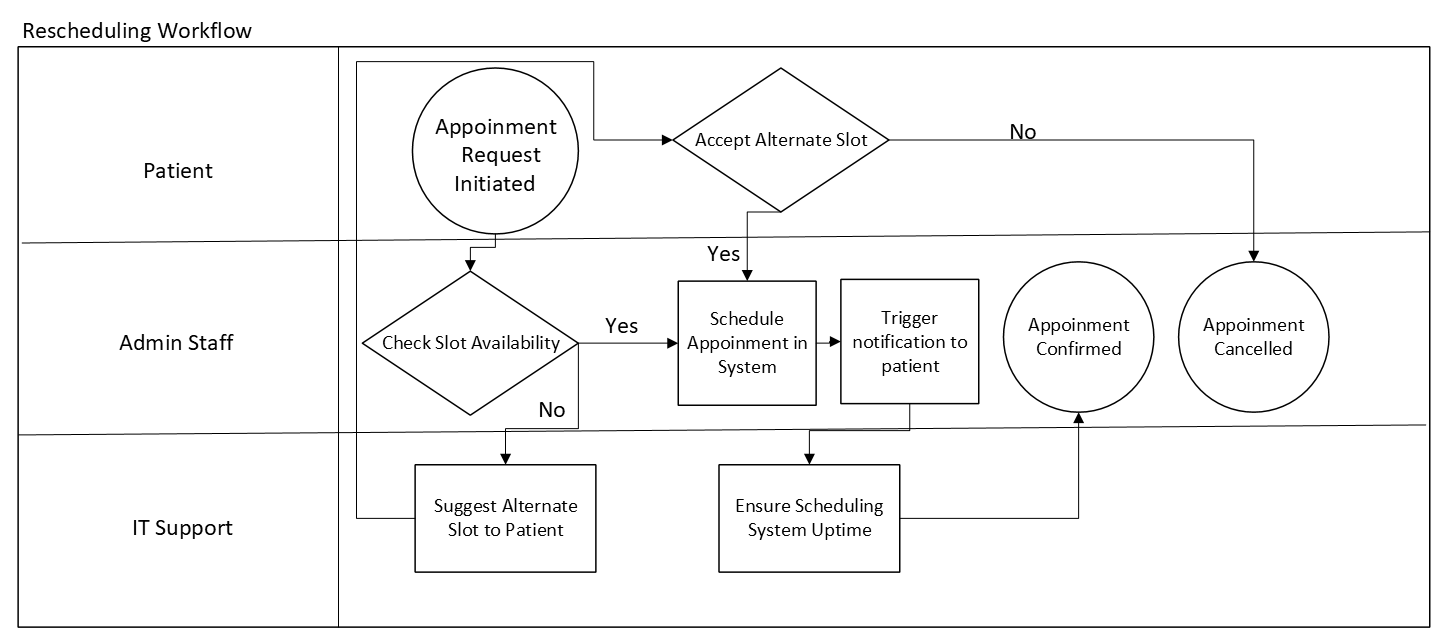 Rescheduling Workflow
Patient
Appoinment
Request
Initiated
Accept Alternate Slot
No
Yes
Admin Staff
Check Slot Availability
Yes
No
Schedule
Appoinment in
System
Trigger
notification to
patient
Appoinment
Confirmed
Appoinment
Cancelled
IT Support
Suggest Alternate
Slot to Patient
Ensure Scheduling
System Uptime